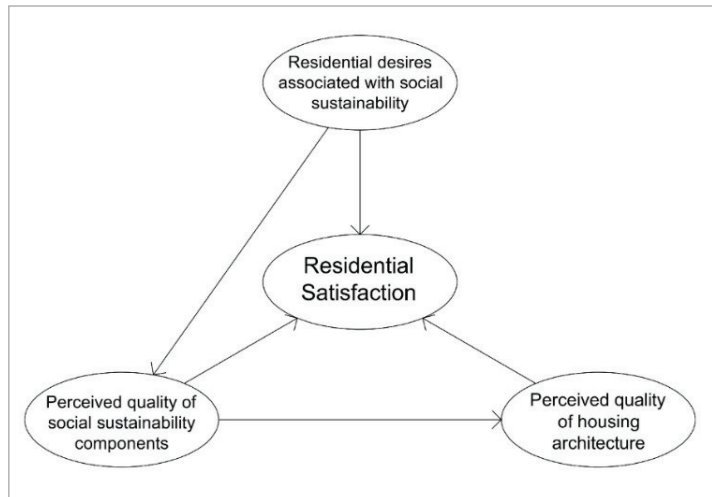 Residential desires
associated with social
sustainability
Residential
Satisfaction
Perceived quality of
social sustainability
components
Perceived quality
of housing
architecture